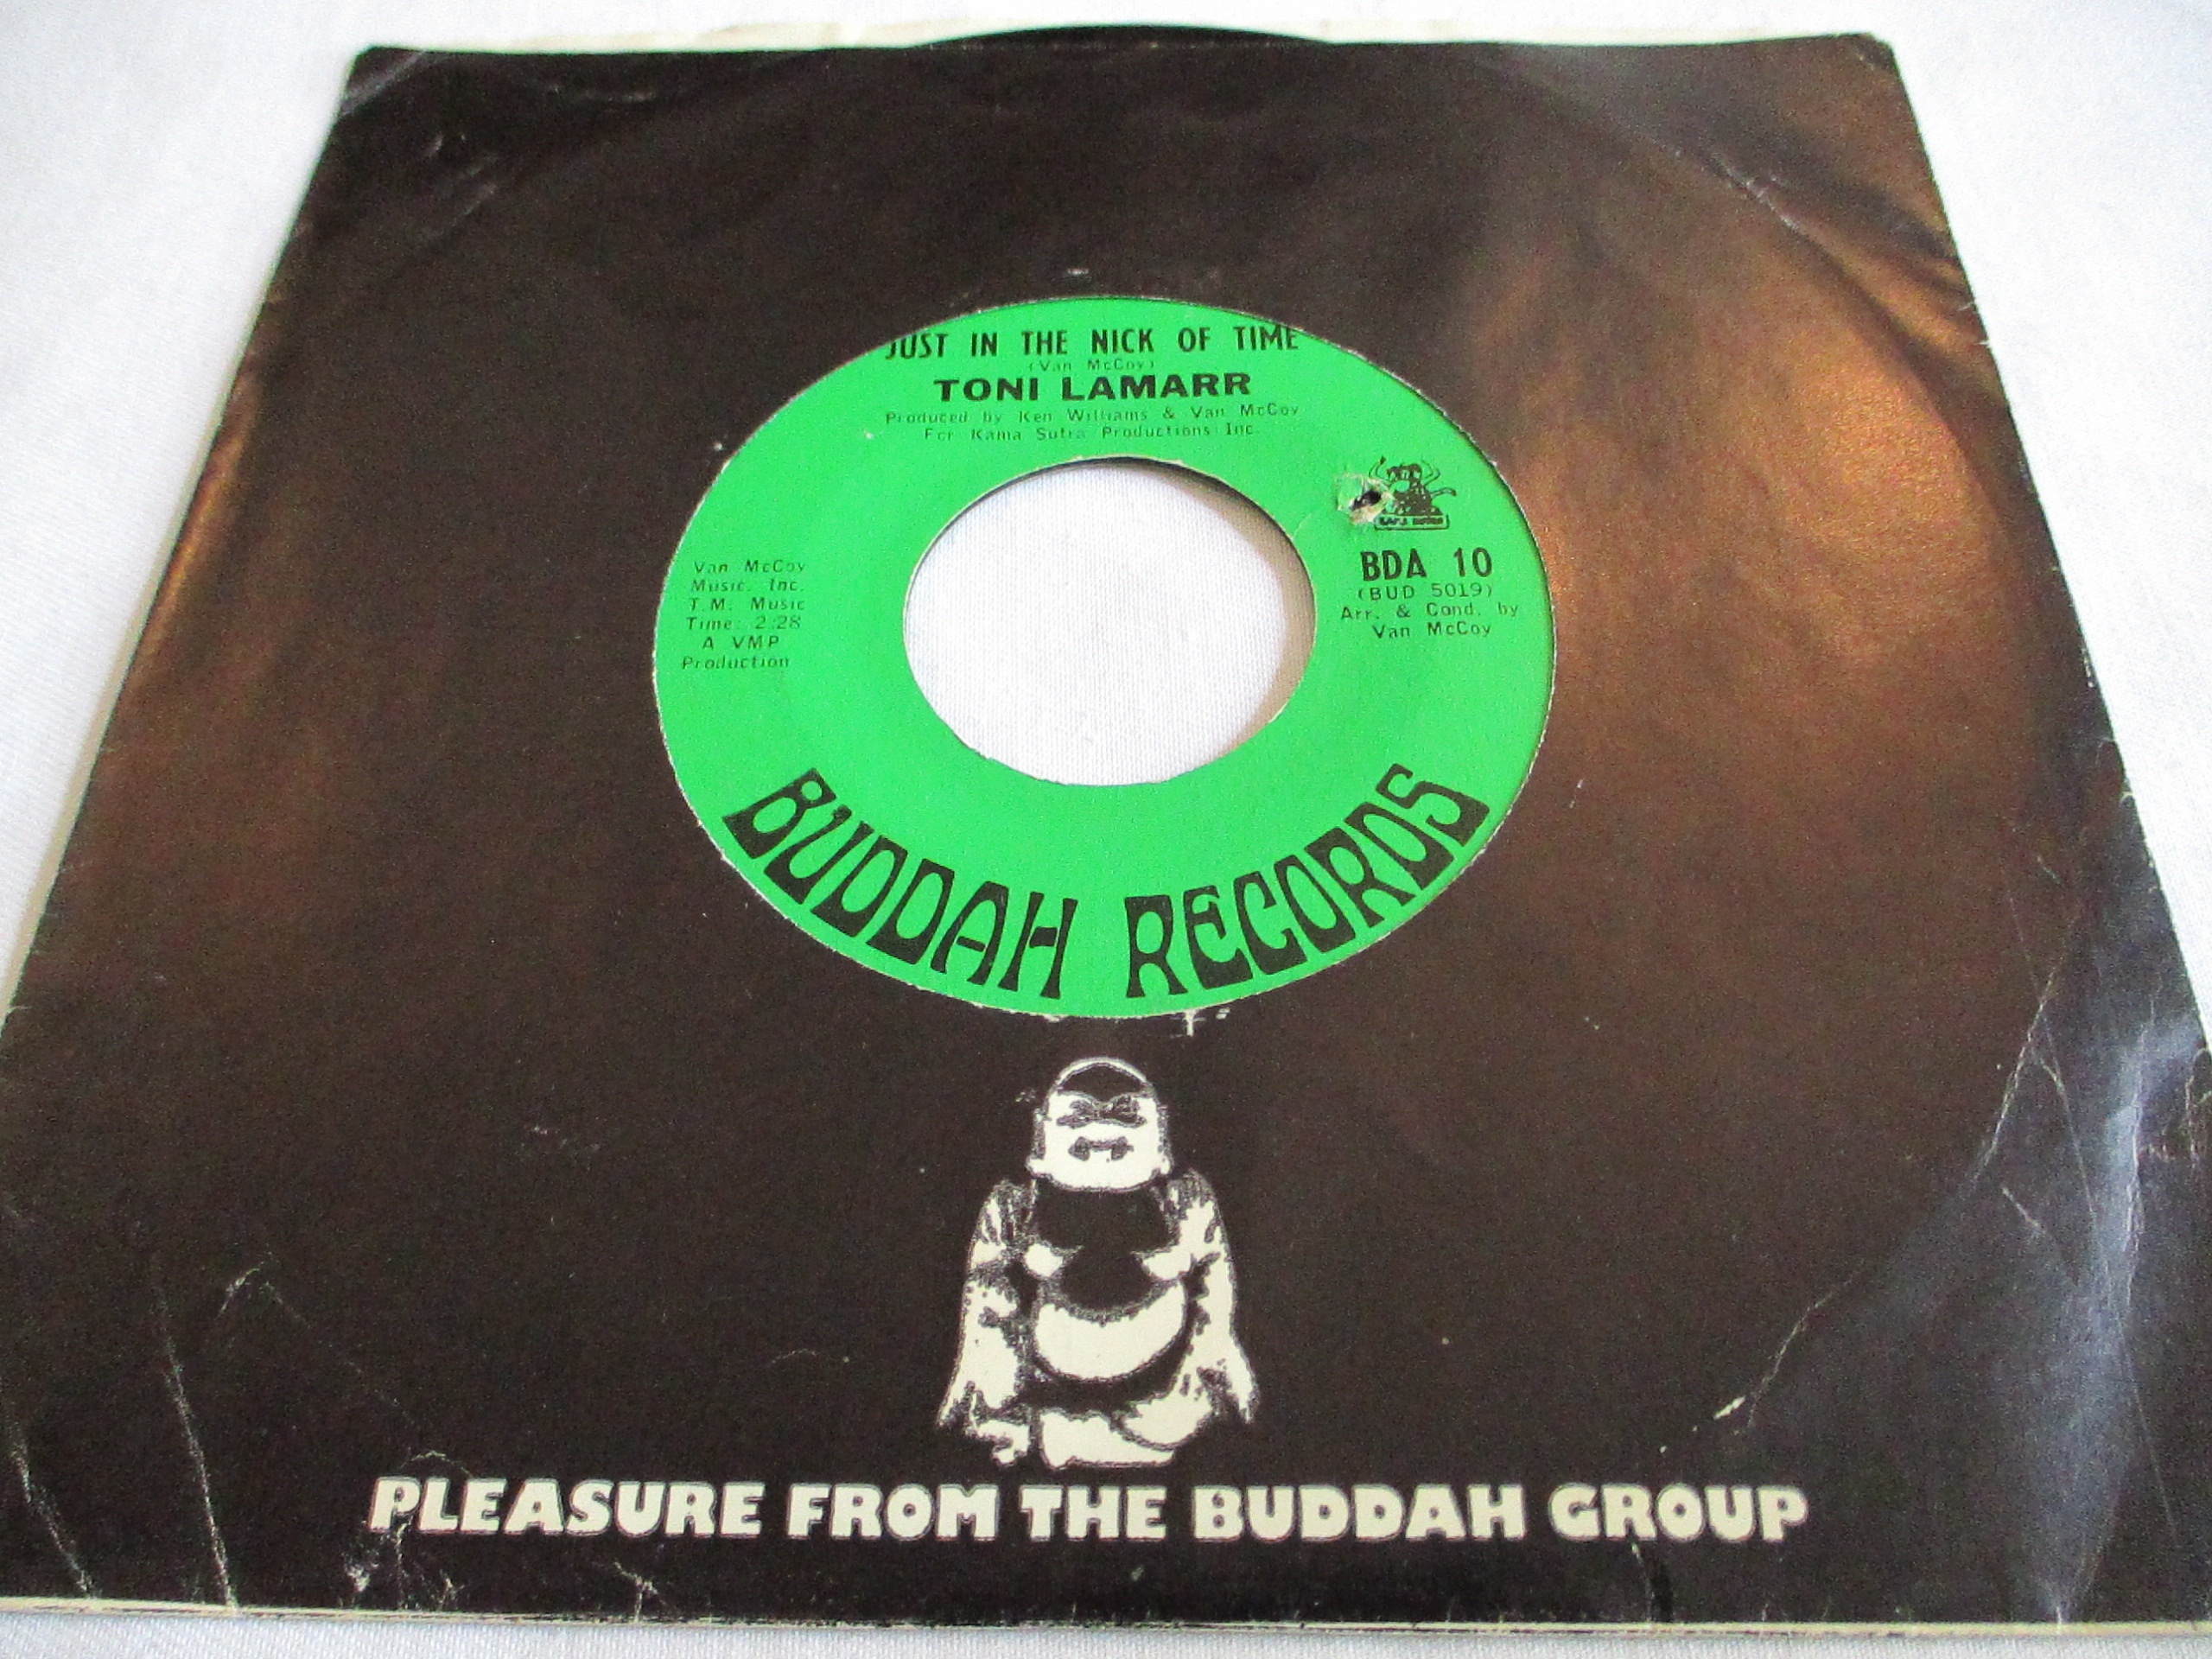 JUST IN THE NICK OF TIME
(Van McCoy)
TONI LAMARR
Produced by Ken Williams & Van McCoy
For Kama Sutra Productions Inc.
Van McCoy
Music, Inc.
T.M. Music
Time: 2:28
A VMP
Production
BDA 10
(BUD 5019)
Arr. & Cond. by
Van McCoy
BUDDAH RECORDS
PLEASURE FROM THE BUDDAH GROUP